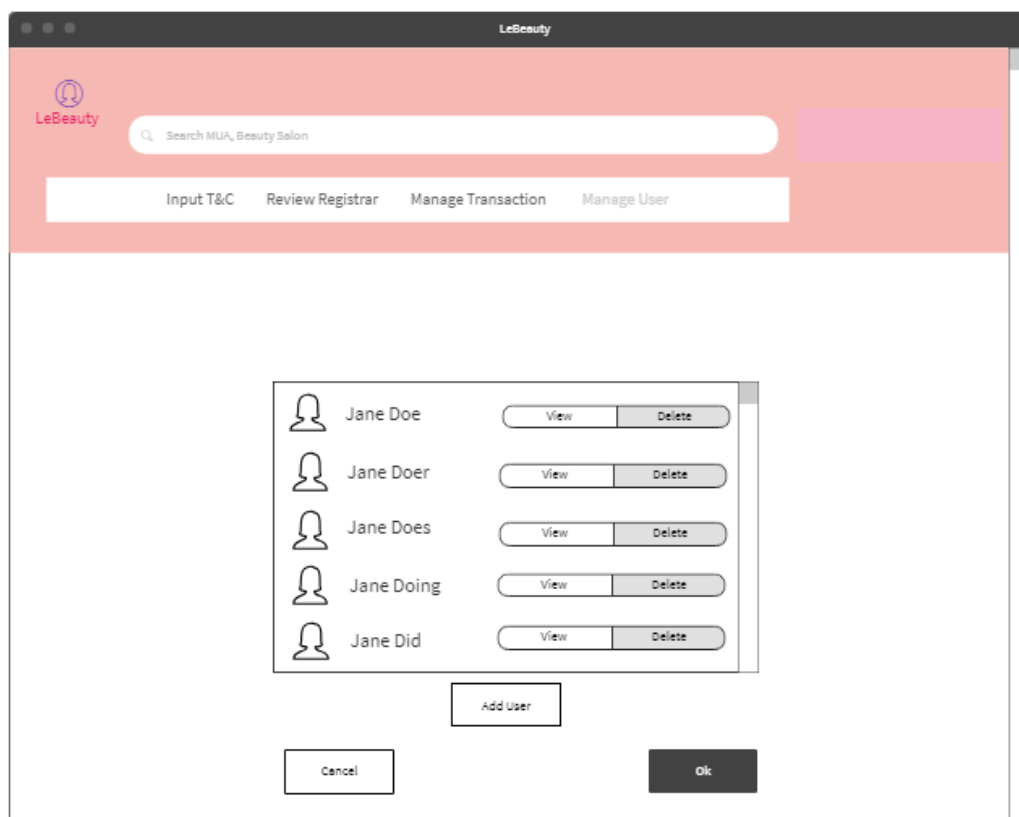 LeBeauty
LeBeauty
Search MUA, Beauty Salon
Input T&C Review Registrar Manage Transaction Manage User
Jane Doe View Delete
Jane Doer View Delete
Jane Does View Delete
Jane Doing View Delete
Jane Did View Delete
Add User
Cancel Ok